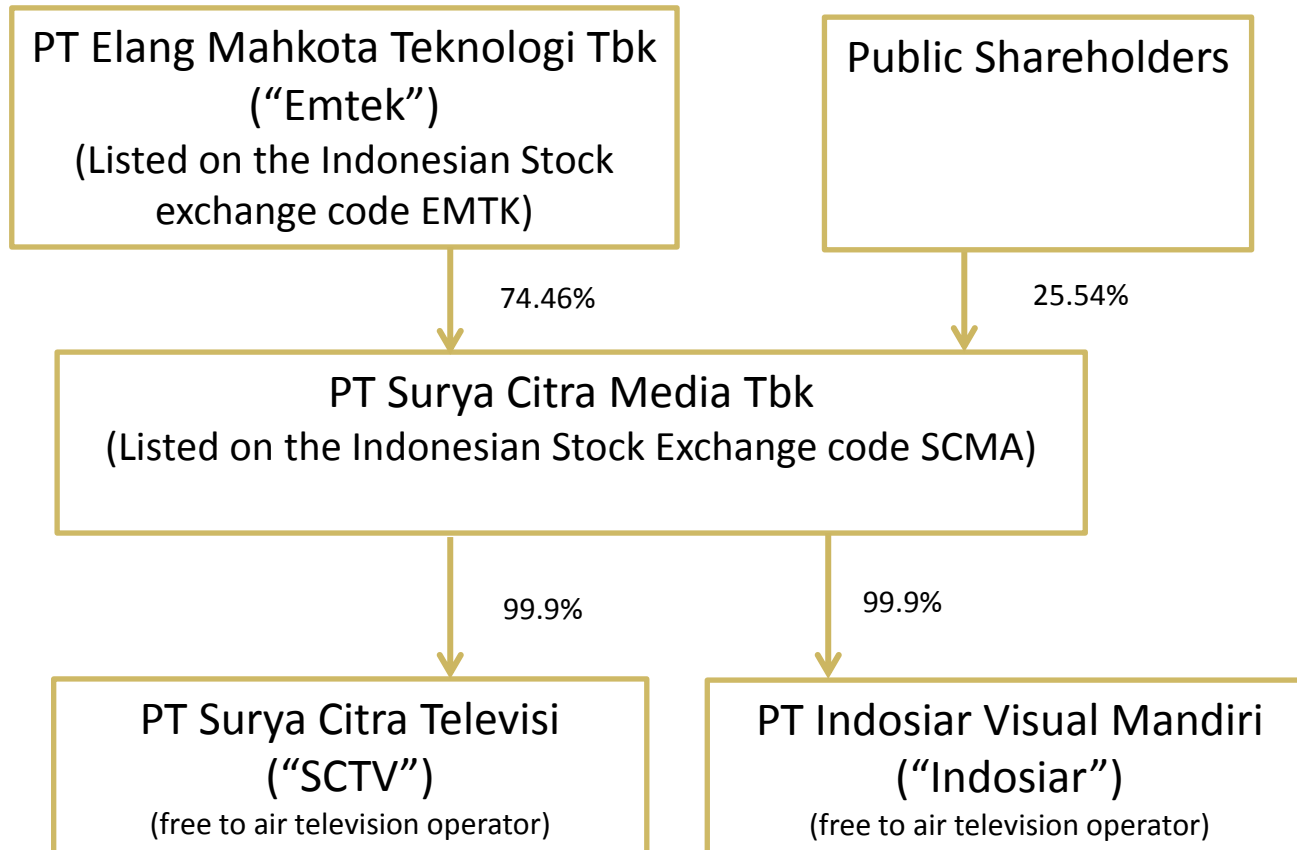 PT Elang Mahkota Teknologi Tbk
(“Emtek”)
(Listed on the Indonesian Stock
exchange code EMTK)
Public Shareholders
74.46%
25.54%
PT Surya Citra Media Tbk
(Listed on the Indonesian Stock Exchange code SCMA)
99.9%
99.9%
PT Surya Citra Televisi
(“SCTV”)
(free to air television operator)
PT Indosiar Visual Mandiri
(“Indosiar”)
(free to air television operator)